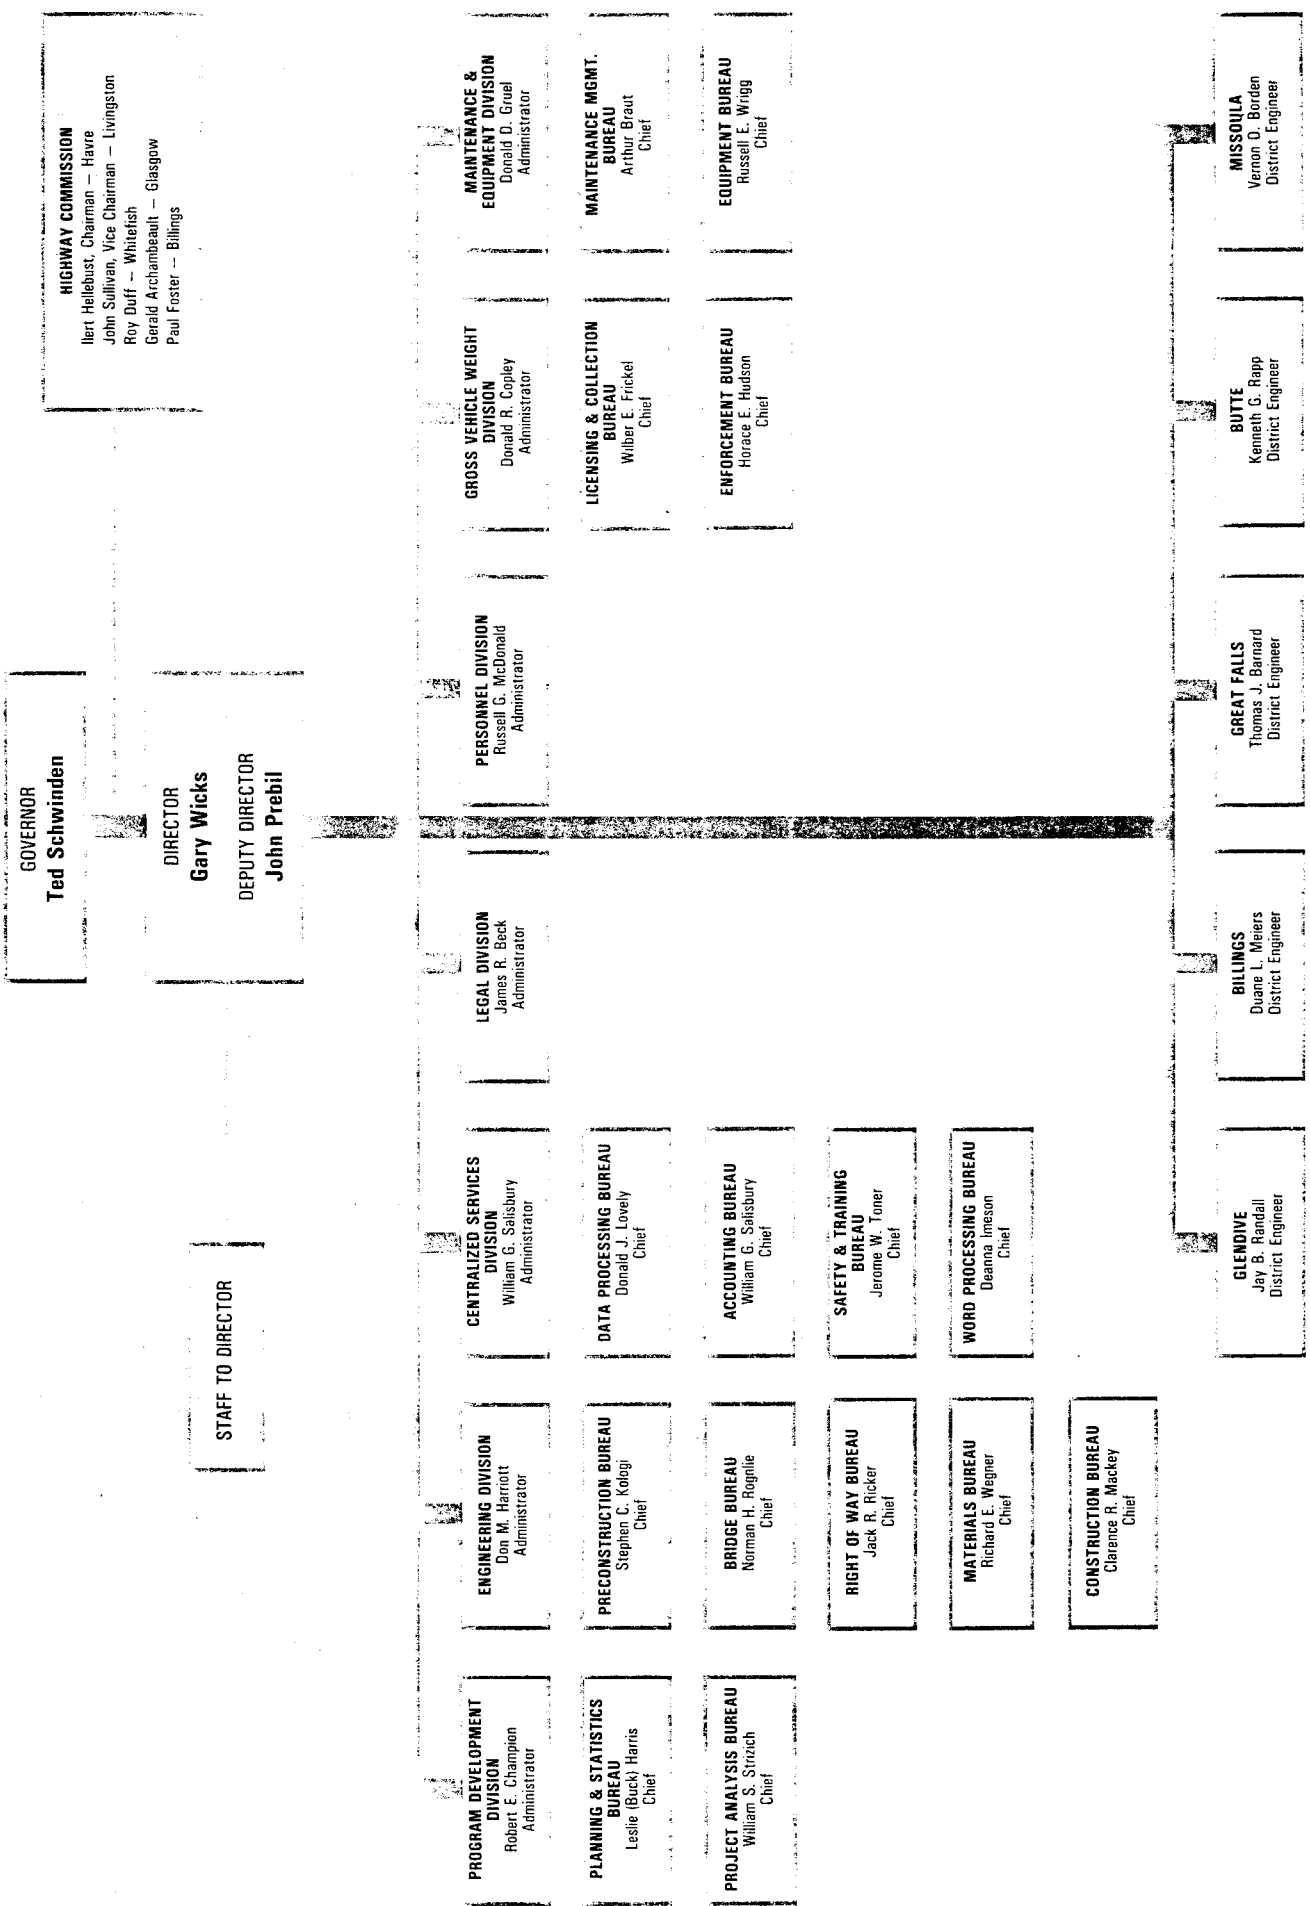 GOVERNOR
Ted Schwinden
HIGHWAY COMMISSION
Ilert Hellebust, Chairman — Havre
John Sullivan, Vice Chairman — Livingston
Roy Duff — Whitefish
Gerald Archambeault — Glasgow
Paul Foster — Billings
DIRECTOR
Gary Wicks
DEPUTY DIRECTOR
John Prebil
STAFF TO DIRECTOR
PROGRAM DEVELOPMENT
DIVISION
Robert E. Champion
Administrator
PLANNING & STATISTICS
BUREAU
Leslie (Buck) Harris
Chief
PROJECT ANALYSIS BUREAU
William S. Strizich
Chief
ENGINEERING DIVISION
Don M. Harriott
Administrator
PRECONSTRUCTION BUREAU
Stephen C. Kologi
Chief
BRIDGE BUREAU
Norman H. Rognlie
Chief
RIGHT OF WAY BUREAU
Jack R. Ricker
Chief
MATERIALS BUREAU
Richard E. Wegner
Chief
CONSTRUCTION BUREAU
Clarence R. Mackey
Chief
CENTRALIZED SERVICES
DIVISION
William G. Salisbury
Administrator
DATA PROCESSING BUREAU
Donald J. Lovely
Chief
ACCOUNTING BUREAU
William G. Salisbury
Chief
SAFETY & TRAINING
BUREAU
Jerome W. Toner
Chief
WORD PROCESSING BUREAU
Deanna Imeson
Chief
LEGAL DIVISION
James R. Beck
Administrator
PERSONNEL DIVISION
Russell G. McDonald
Administrator
GROSS VEHICLE WEIGHT
DIVISION
Donald R. Copley
Administrator
LICENSING & COLLECTION
BUREAU
Wilber E. Frickel
Chief
ENFORCEMENT BUREAU
Horace E. Hudson
Chief
MAINTENANCE &
EQUIPMENT DIVISION
Donald D. Gruel
Administrator
MAINTENANCE MGMT.
BUREAU
Arthur Braut
Chief
EQUIPMENT BUREAU
Russell E. Wrigg
Chief
GLENDIVE
Jay B. Randall
District Engineer
BILLINGS
Duane L. Meiers
District Engineer
GREAT FALLS
Thomas J. Barnard
District Engineer
BUTTE
Kenneth G. Rapp
District Engineer
MISSOULA
Vernon D. Borden
District Engineer